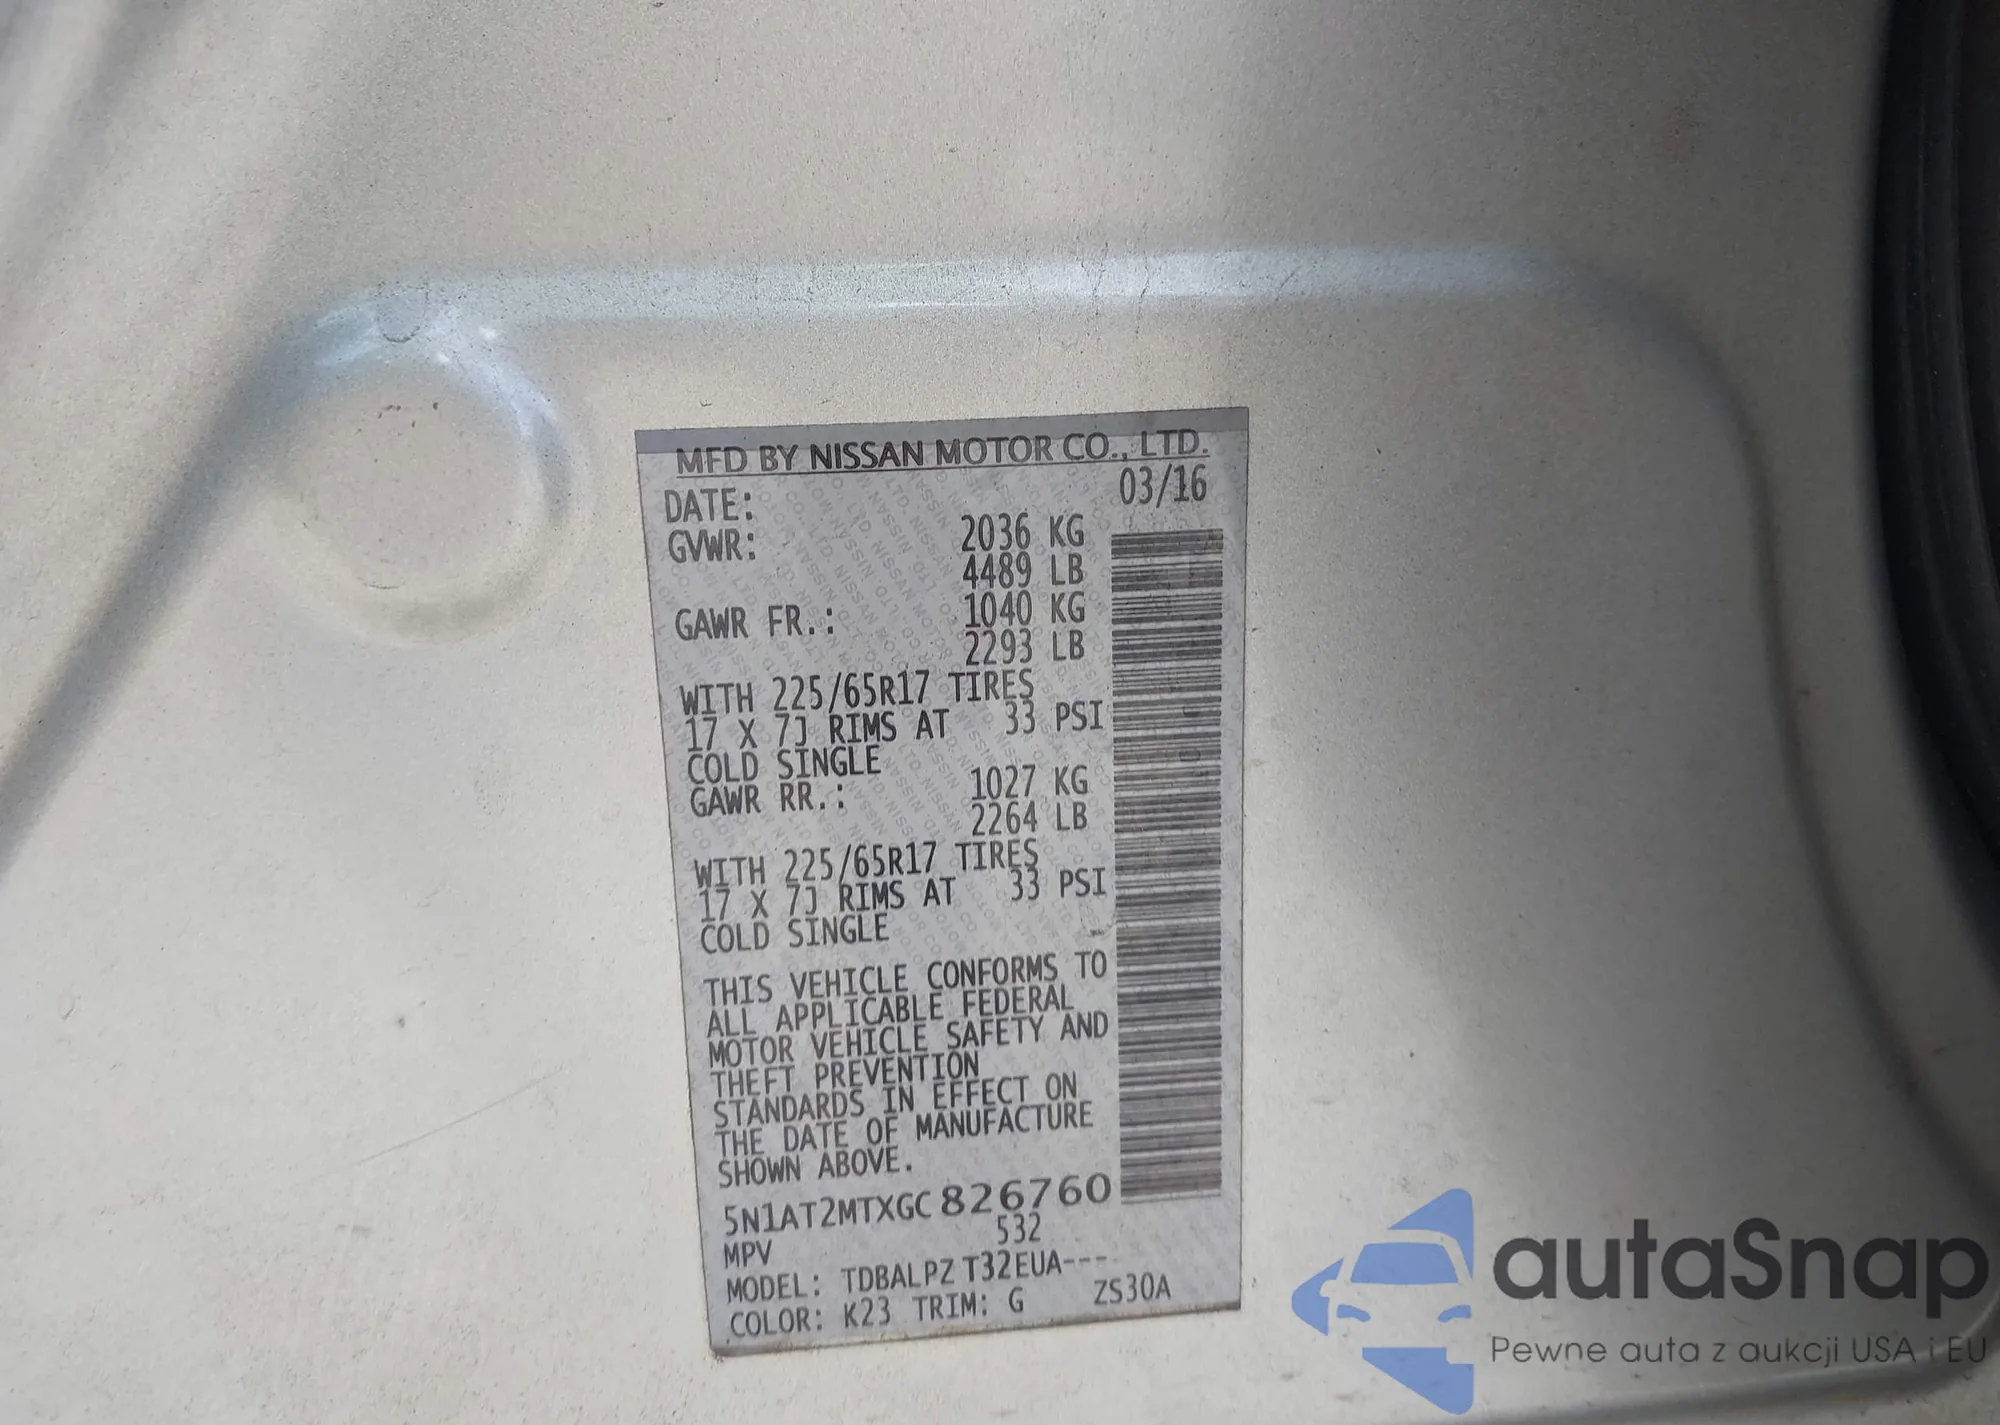 MFD BY NISSAN MOTOR CO., LTD.
DATE: 03/16
GVWR: 2036 KG
4489 LB
GAWR FR.: 1040 KG
2293 LB
WITH 225/65R17 TIRES
17 X 7J RIMS AT 33 PSI
COLD SINGLE
GAWR RR.: 1027 KG
2264 LB
WITH 225/65R17 TIRES
17 X 7J RIMS AT 33 PSI
COLD SINGLE
THIS VEHICLE CONFORMS TO
ALL APPLICABLE FEDERAL
MOTOR VEHICLE SAFETY AND
THEFT PREVENTION
STANDARDS IN EFFECT ON
THE DATE OF MANUFACTURE
SHOWN ABOVE.
5N1AT2MTXGC826760
532
MPV
MODEL: TDBALPZ T32EUA----
COLOR: K23 TRIM: G ZS30A
autaSnap
Pewne auta z aukcji USA i EU